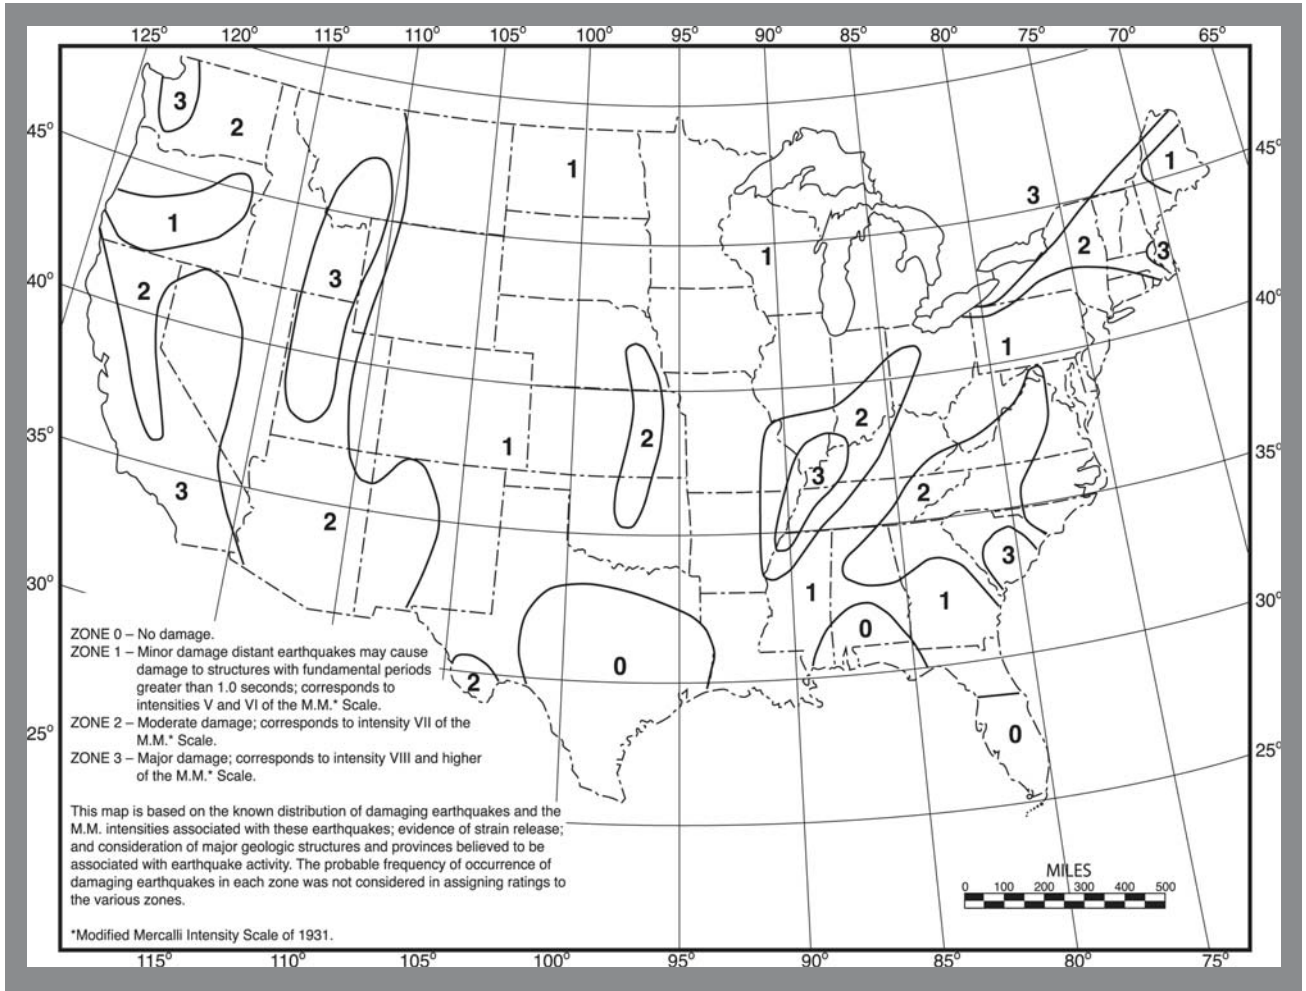 125° 120° 115° 110° 105° 100° 95° 90° 85° 80° 75° 70° 65°
3
2
45°
1
1
45°
3
1
2
3
1
3
2
40°
40°
1
2
2
35°
1
3
35°
3
2
2
3
1
1
30°
30°
0
0
2
ZONE 0 – No damage.
ZONE 1 – Minor damage distant earthquakes may cause
damage to structures with fundamental periods
greater than 1.0 seconds; corresponds to
intensities V and VI of the M.M.* Scale.
ZONE 2 – Moderate damage; corresponds to intensity VII of the
M.M.* Scale.
ZONE 3 – Major damage; corresponds to intensity VIII and higher
of the M.M.* Scale.
25°
0
25°
This map is based on the known distribution of damaging earthquakes and the
M.M. intensities associated with these earthquakes; evidence of strain release;
and consideration of major geologic structures and provinces believed to be
associated with earthquake activity. The probable frequency of occurrence of
damaging earthquakes in each zone was not considered in assigning ratings to
the various zones.
*Modified Mercalli Intensity Scale of 1931.
MILES
0 100 200 300 400 500
115° 110° 105° 100° 95° 90° 85° 80° 75°